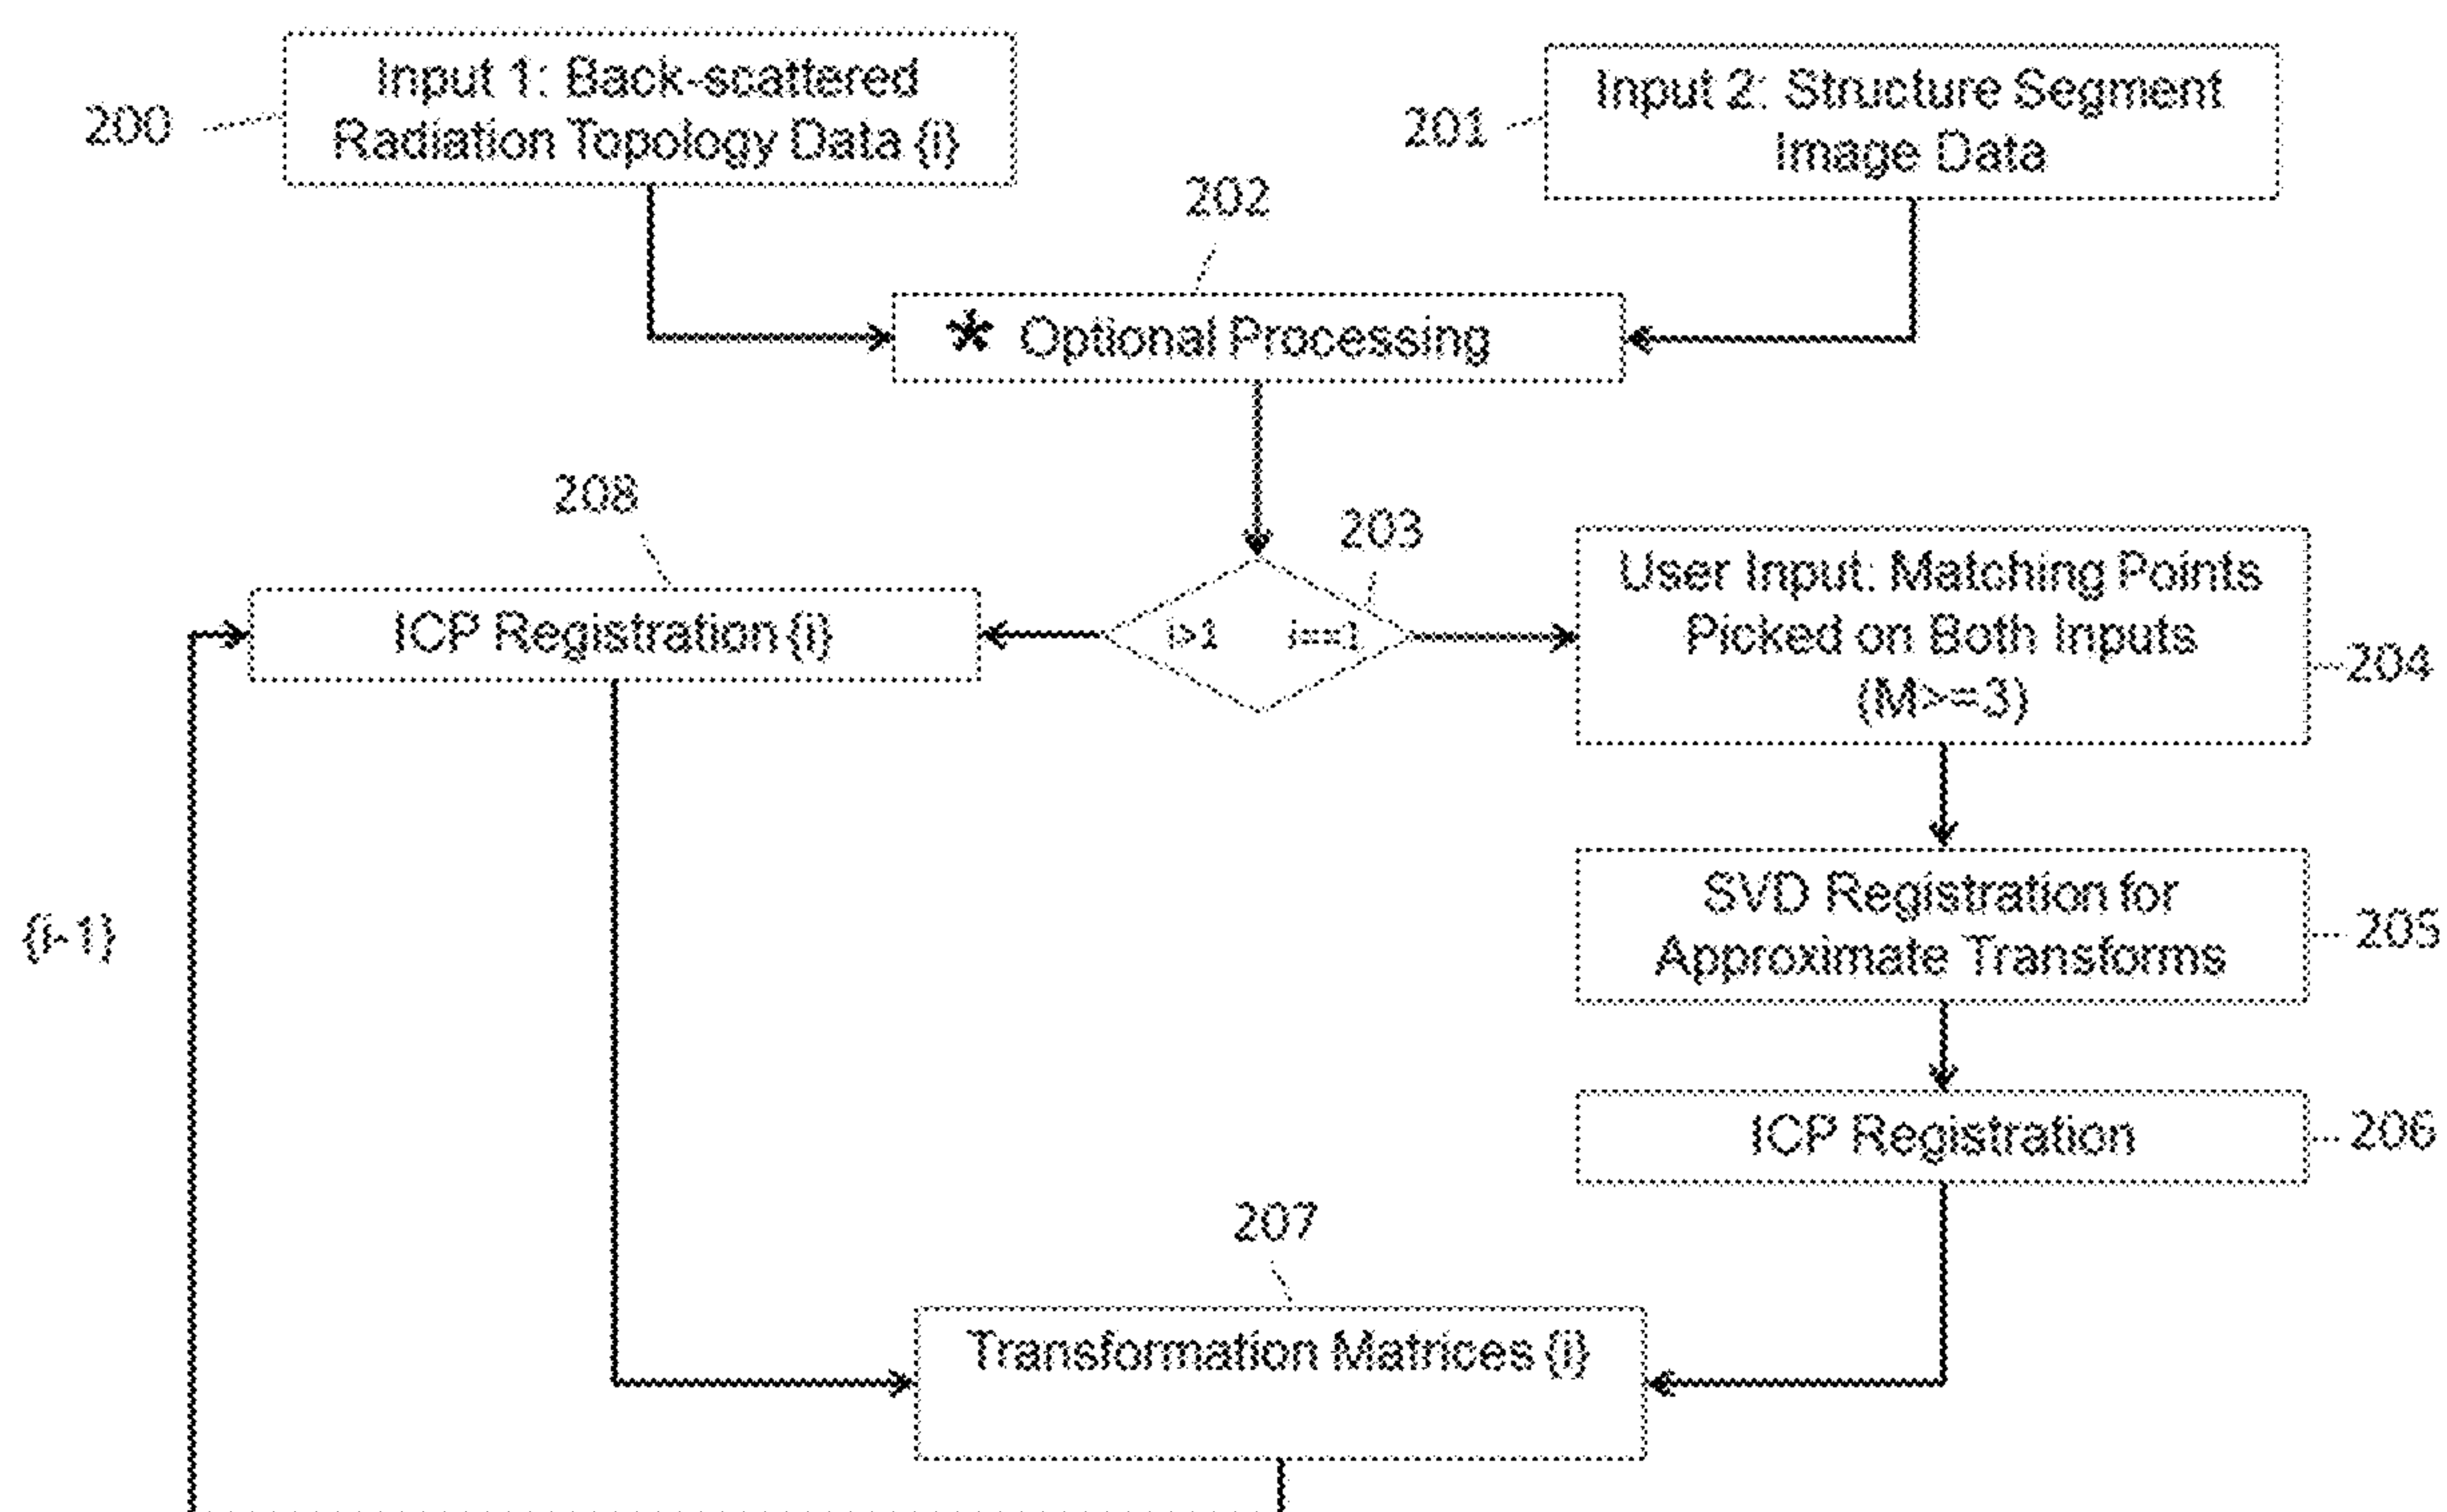 200
Input 1: Back-scattered
Radiation Topology Data {i}
201
Input 2: Structure Segment
Image Data
202
* Optional Processing
208
203
ICP Registration {i}
i>1
i==1
User Input: Matching Points
Picked on Both Inputs
(M>=3)
204
{i-1}
SVD Registration for
Approximate Transforms
205
ICP Registration
206
207
Transformation Matrices {i}